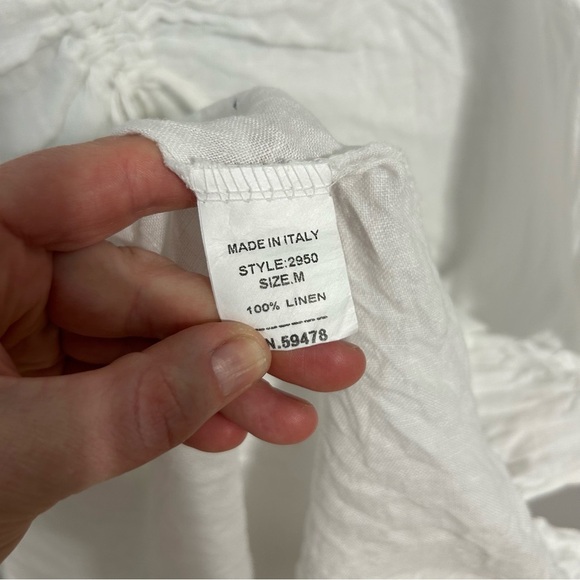 MADE IN ITALY
STYLE:2950
SIZE.M
100% LINEN
N.59478